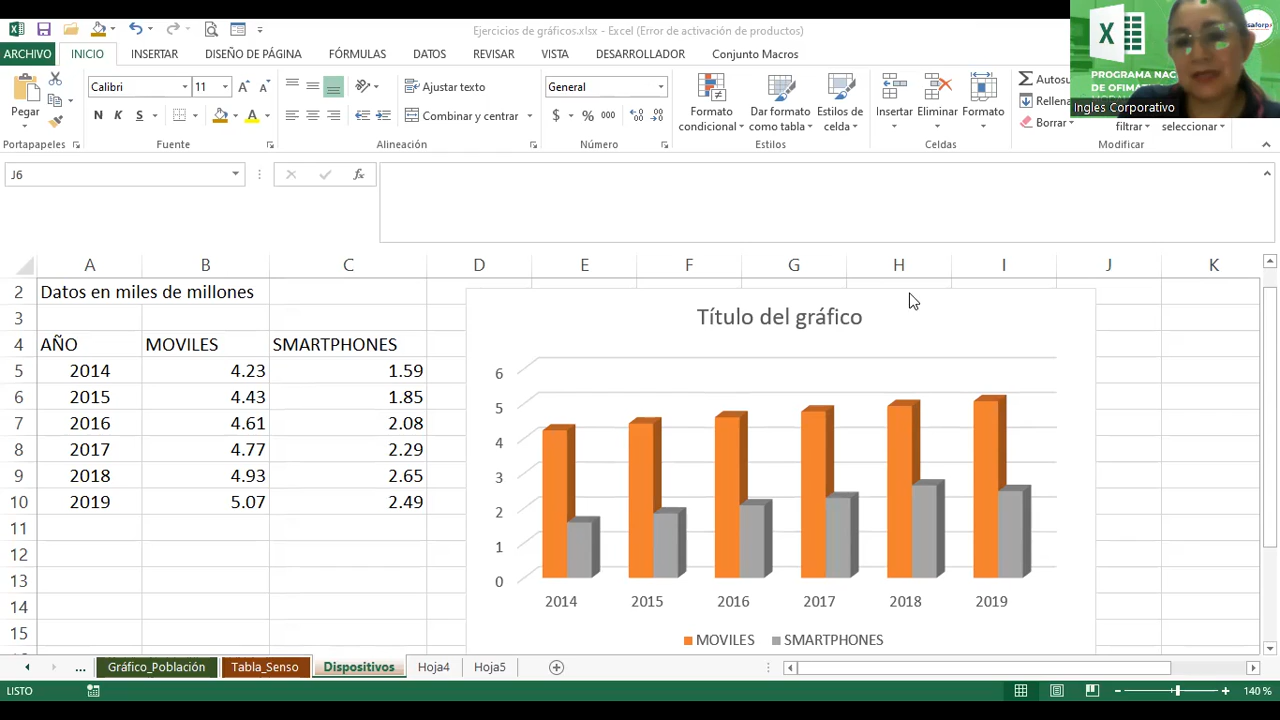 Ejercicios de gráficos.xlsx - Excel (Error de activación de productos)
ARCHIVO INICIO INSERTAR DISEÑO DE PÁGINA FÓRMULAS DATOS REVISAR VISTA DESARROLLADOR Conjunto Macros
Pegar
Calibri 11
N K S A
Ajustar texto
Combinar y centrar
General
$ % 000
Formato condicional
Dar formato como tabla
Estilos de celda
Insertar Eliminar Formato
Autosu
Rellena
Borrar
filtrar seleccionar
Portapapeles Fuente Alineación Número Estilos Celdas Modificar
PROGRAMA NAC
DE OFIMÁ
Ingles Corporativo
J6
fx
A B C D E F G H I J K
2 Datos en miles de millones
3
4 AÑO MOVILES SMARTPHONES
5 2014 4.23 1.59
6 2015 4.43 1.85
7 2016 4.61 2.08
8 2017 4.77 2.29
9 2018 4.93 2.65
10 2019 5.07 2.49
11
12
13
14
15
Título del gráfico
6
5
4
3
2
1
0
2014 2015 2016 2017 2018 2019
MOVILES SMARTPHONES
... Gráfico_Población Tabla_Senso Dispositivos Hoja4 Hoja5
LISTO
140 %